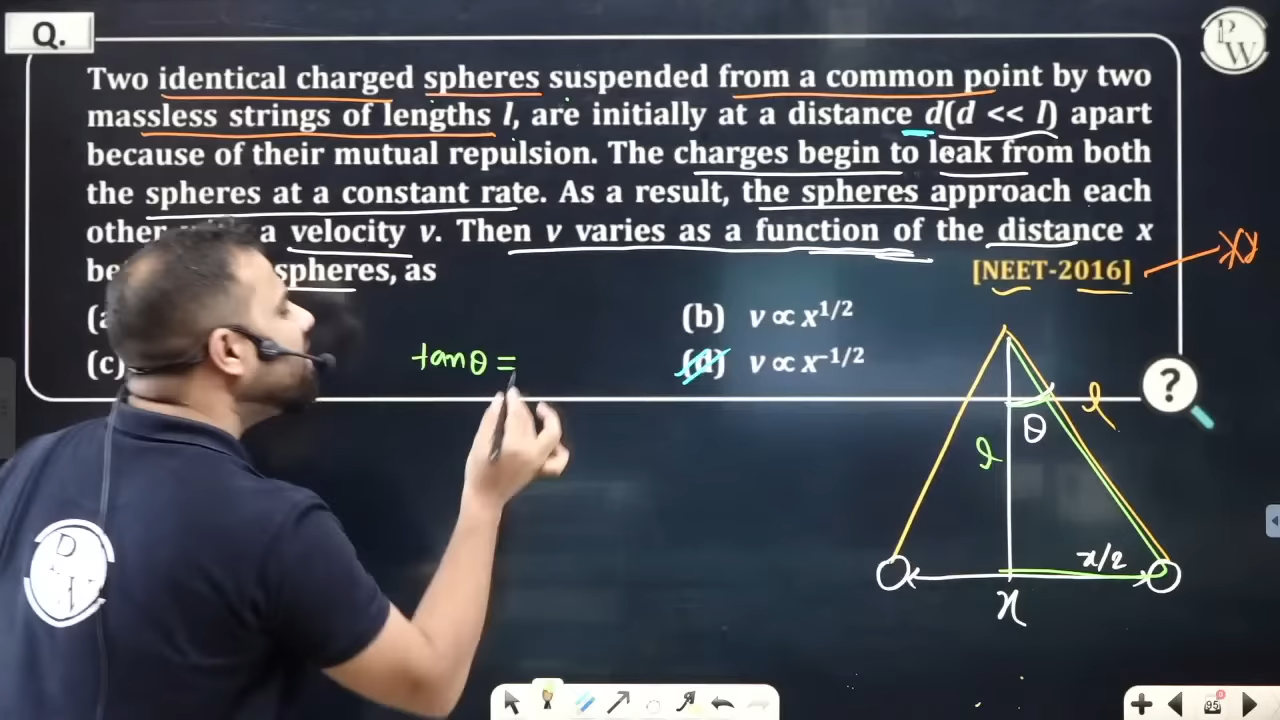 Q.
P
W
Two identical charged spheres suspended from a common point by two
massless strings of lengths l, are initially at a distance d(d << l) apart
because of their mutual repulsion. The charges begin to leak from both
the spheres at a constant rate. As a result, the spheres approach each
other a velocity v. Then v varies as a function of the distance x
spheres, as
[NEET-2016]
(b) v ∝ x^{1/2}
(c)
(d) v ∝ x^{-1/2}
?
tanθ =
l
θ
l
x/2
x
95